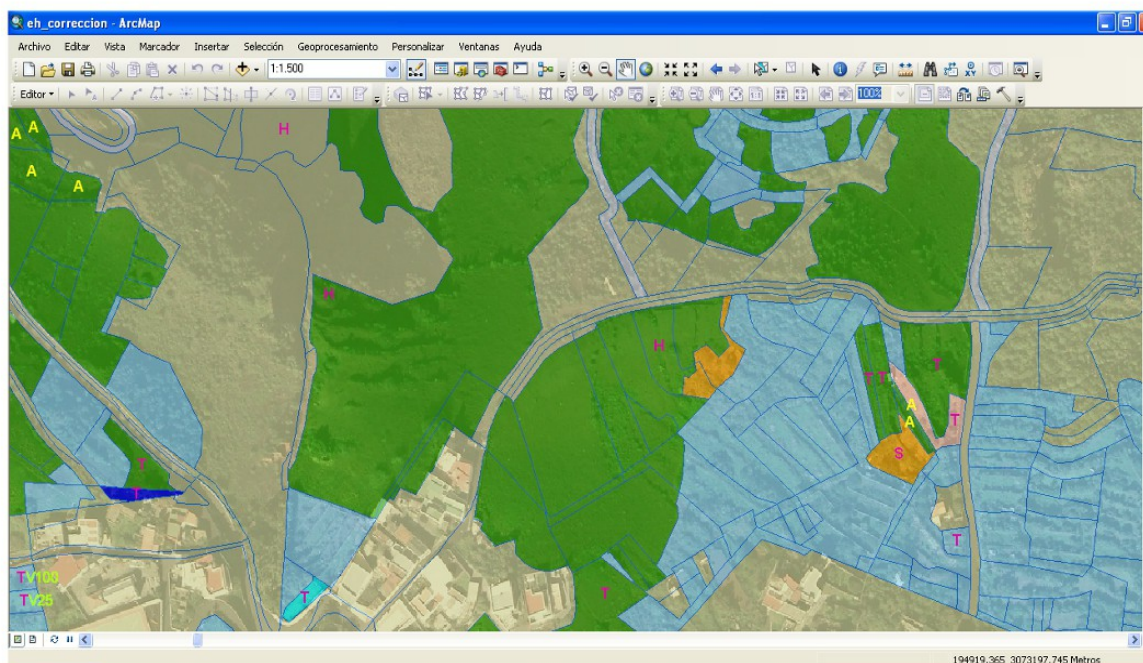 eh_correccion - ArcMap
Archivo Editar Vista Marcador Insertar Selección Geoprocesamiento Personalizar Ventanas Ayuda
1:1.500
Editor 100%
H
A A
A
A
H
H
T
T T
A
A
T
S
T
T
T
T
TV100
TV25
T
T
194919,365 3073197,745 Metros